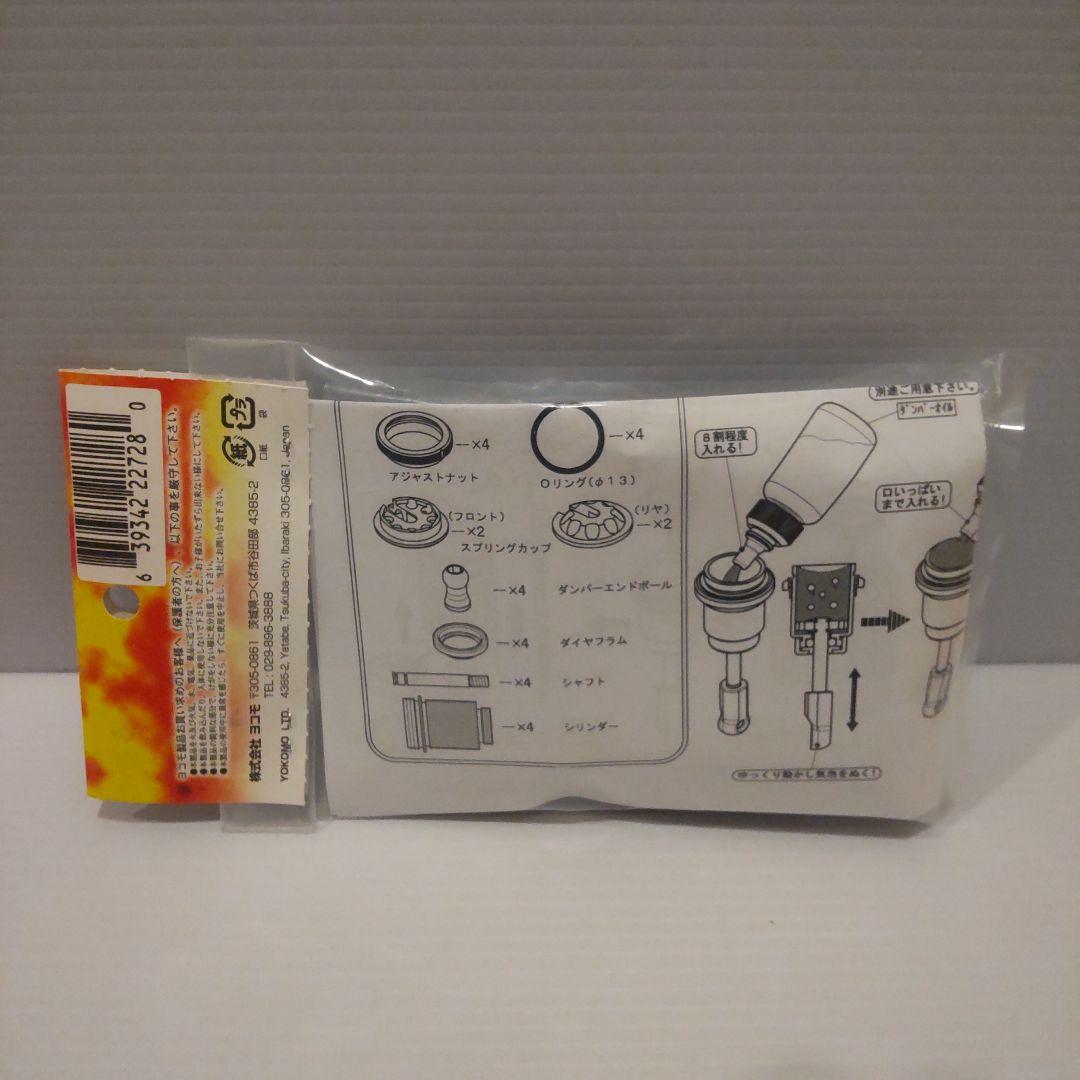 6 39342 22728 0
プラ
袋
紙
口紙
ヨコモ製品お買い求めのお客様へ(保護者の方へ)、以下の事を厳守して下さい。
株式会社 ヨコモ 〒305-0861 茨城県つくば市谷田部 4385-2
TEL : 029-896-3888
YOKOMO LTD. 4385-2, Yatabe, Tsukuba-city, Ibaraki 305-0861, Japan
×4
アジャストナット
×4
Oリング(φ13)
(フロント)
×2
(リヤ)
×2
スプリングカップ
×4 ダンパーエンドボール
×4 ダイヤフラム
×4 シャフト
×4 シリンダー
別途ご用意下さい。
ダンパーオイル
8割程度
入れる!
口いっぱい
まで入れる!
ゆっくり動かし気泡をぬく!